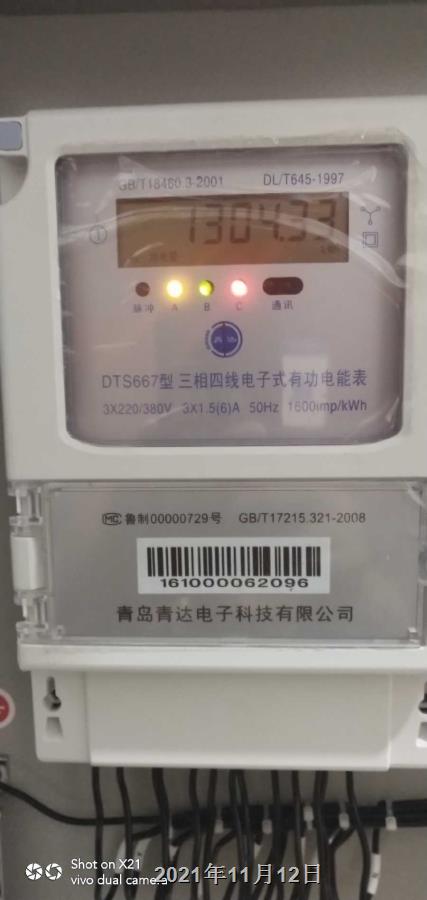 GB/T18460.3-2001 DL/T645-1997
1304.33
kWh
脉冲 A B C 通讯
DTS667型 三相四线电子式有功电能表
3X220/380V 3X1.5(6)A 50Hz 1600imp/kWh
MC 鲁制00000729号 GB/T17215.321-2008
161000062096
青岛青达电子科技有限公司
Shot on X21
vivo dual camera
2021年11月12日